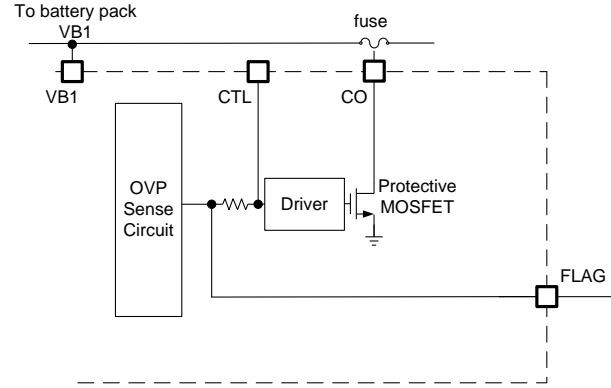 To battery pack
VB1
fuse
VB1
CTL
CO
OVP
Sense
Circuit
Driver
Protective
MOSFET
FLAG